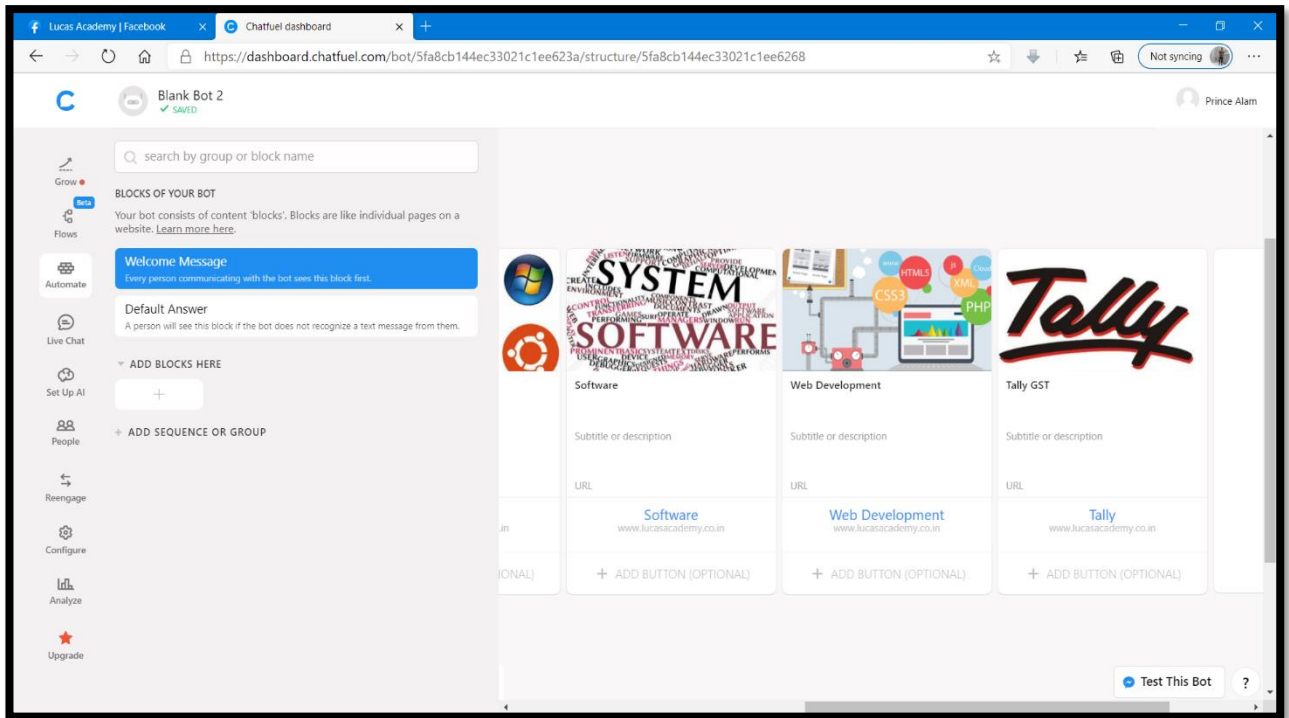 Lucas Academy | Facebook
Chatfuel dashboard
https://dashboard.chatfuel.com/bot/5fa8cb144ec33021c1ee623a/structure/5fa8cb144ec33021c1ee6268
Not syncing
Blank Bot 2
SAVED
Prince Alam
Grow
Beta
Flows
Automate
Live Chat
Set Up AI
People
Reengage
Configure
Analyze
Upgrade
search by group or block name
BLOCKS OF YOUR BOT
Your bot consists of content 'blocks'. Blocks are like individual pages on a
website. Learn more here.
Welcome Message
Every person communicating with the bot sees this block first.
Default Answer
A person will see this block if the bot does not recognize a text message from them.
ADD BLOCKS HERE
+ ADD SEQUENCE OR GROUP
.in
IONAL)
SYSTEM
SOFTWARE
Software
Subtitle or description
URL
Software
www.lucasacademy.co.in
+ ADD BUTTON (OPTIONAL)
HTML5
js
CSS3
XML
PHP
Web Development
Subtitle or description
URL
Web Development
www.lucasacademy.co.in
+ ADD BUTTON (OPTIONAL)
Tally
Tally GST
Subtitle or description
URL
Tally
www.lucasacademy.co.in
+ ADD BUTTON (OPTIONAL)
Test This Bot
?